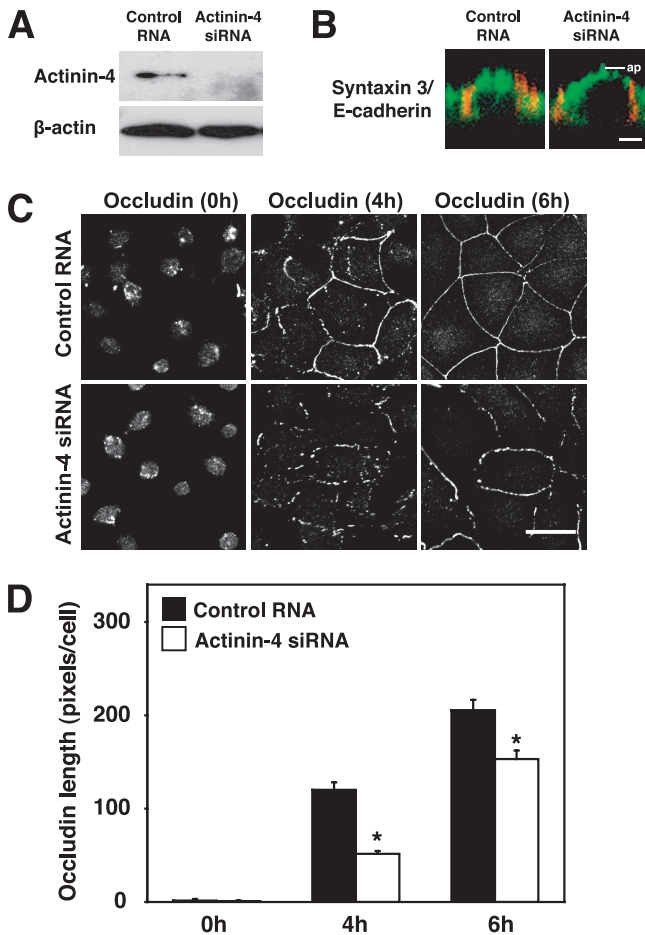 A
Control RNA
Actinin-4 siRNA
Actinin-4
β-actin
B
Control RNA
Actinin-4 siRNA
Syntaxin 3/
E-cadherin
ap
C
Occludin (0h)
Occludin (4h)
Occludin (6h)
Control RNA
Actinin-4 siRNA
D
Occludin length (pixels/cell)
300
200
100
0
Control RNA
Actinin-4 siRNA
*
*
0h
4h
6h